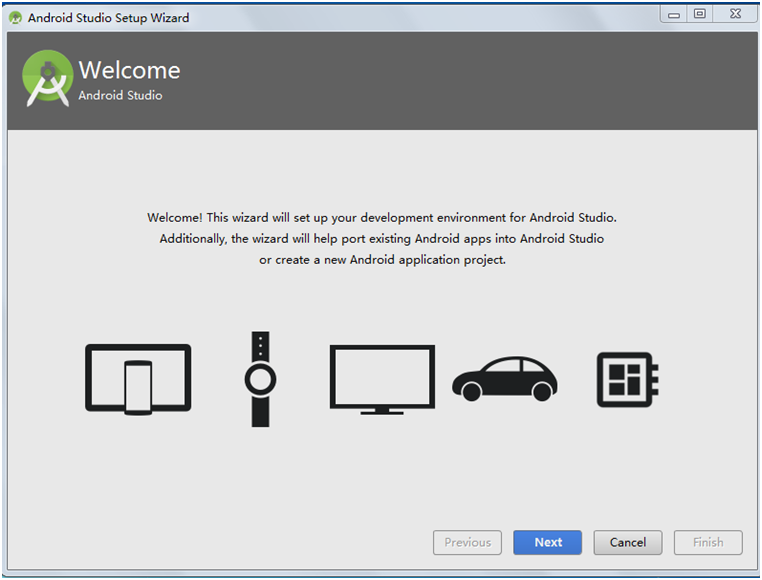 Android Studio Setup Wizard
Welcome
Android Studio
Welcome! This wizard will set up your development environment for Android Studio.
Additionally, the wizard will help port existing Android apps into Android Studio
or create a new Android application project.
Previous Next Cancel Finish